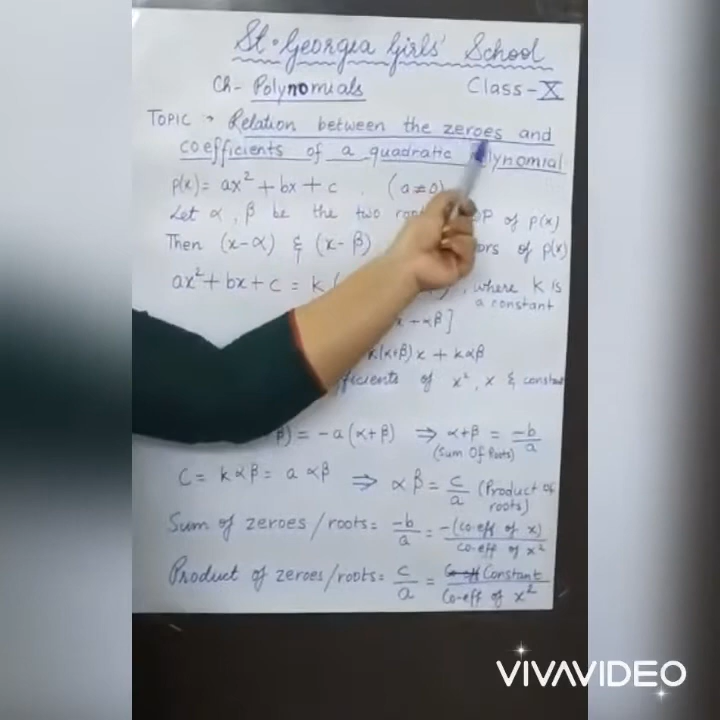 St. Georgia Girls' School
Ch- Polynomials Class-X
TOPIC → Relation between the zeroes and
coefficients of a quadratic polynomial
p(x)= ax² + bx + c (a≠0)
Let α, β be the two of p(x)
Then (x-α) & (x-β) of p(x)
ax² + bx + c = k , where k is
a constant
- αβ]
(α+β)x + kαβ
of x², x & constant
= -a(α+β) ⇒ α+β = -b/a
(Sum Of Roots)
C= kαβ = a αβ ⇒ αβ = c/a (Product of
roots)
Sum of zeroes/roots= -b/a = -(co-eff of x)/co-eff of x²
Product of zeroes/roots= c/a = Constant/Co-eff of x²
VIVAVIDEO